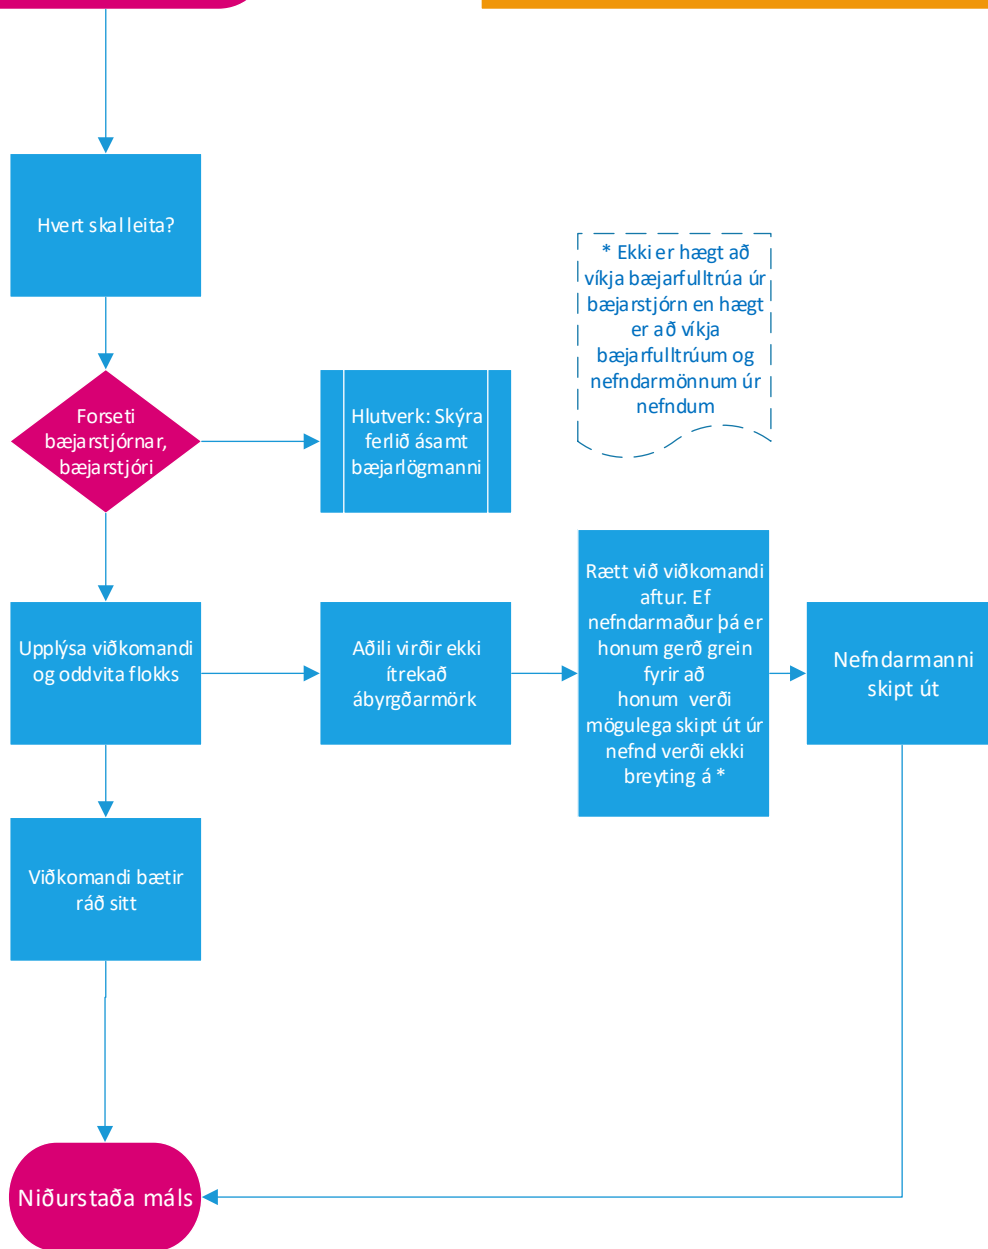 Hvert skal leita?
* Ekki er hægt að
víkja bæjarfulltrúa úr
bæjarstjórn en hægt
er að víkja
bæjarfulltrúum og
nefndarmönnum úr
nefndum
Forseti
bæjarstjórnar,
bæjarstjóri
Hlutverk: Skýra
ferlið ásamt
bæjarlögmanni
Upplýsa viðkomandi
og oddvita flokks
Aðili virðir ekki
ítrekað
ábyrgðarmörk
Rætt við viðkomandi
aftur. Ef
nefndarmaður þá er
honum gerð grein
fyrir að
honum verði
mögulega skipt út úr
nefnd verði ekki
breyting á *
Nefndarmanni
skipt út
Viðkomandi bætir
ráð sitt
Niðurstaða máls